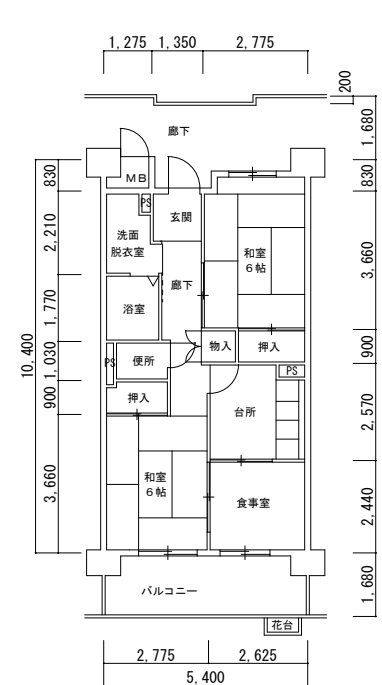 1,275 1,350 2,775
200
1,680
廊下
830
MB
830
PS
玄関
2,210
洗面
脱衣室
和室
6帖
3,660
廊下
浴室
1,770
10,400
物入
押入
900
便所
1,030
PS
PS
押入
900
台所
2,570
和室
6帖
3,660
食事室
2,440
バルコニー
1,680
花台
2,775 2,625
5,400